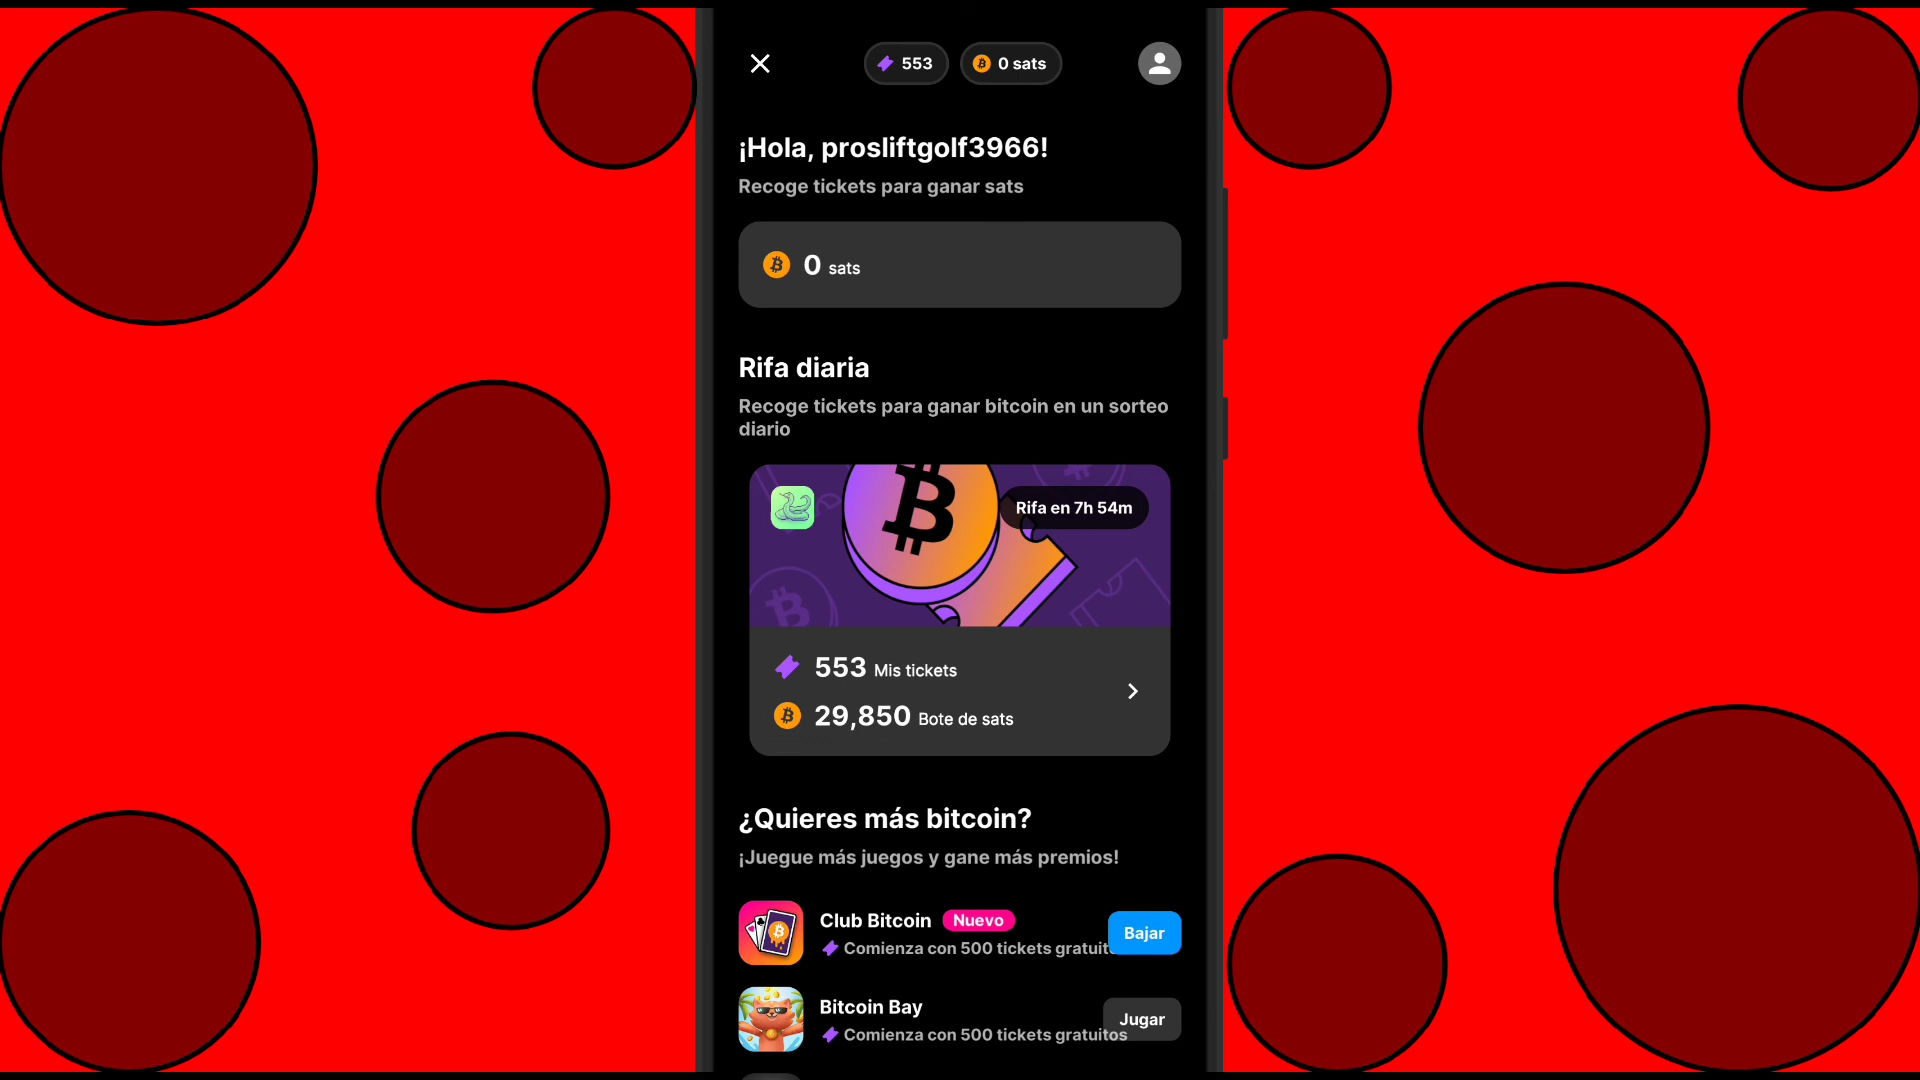 553
0 sats
¡Hola, prosliftgolf3966!
Recoge tickets para ganar sats
0 sats
Rifa diaria
Recoge tickets para ganar bitcoin en un sorteo
diario
Rifa en 7h 54m
553 Mis tickets
29,850 Bote de sats
¿Quieres más bitcoin?
¡Juegue más juegos y gane más premios!
Club Bitcoin Nuevo
Comienza con 500 tickets gratuito
Bajar
Bitcoin Bay
Comienza con 500 tickets gratuitos
Jugar